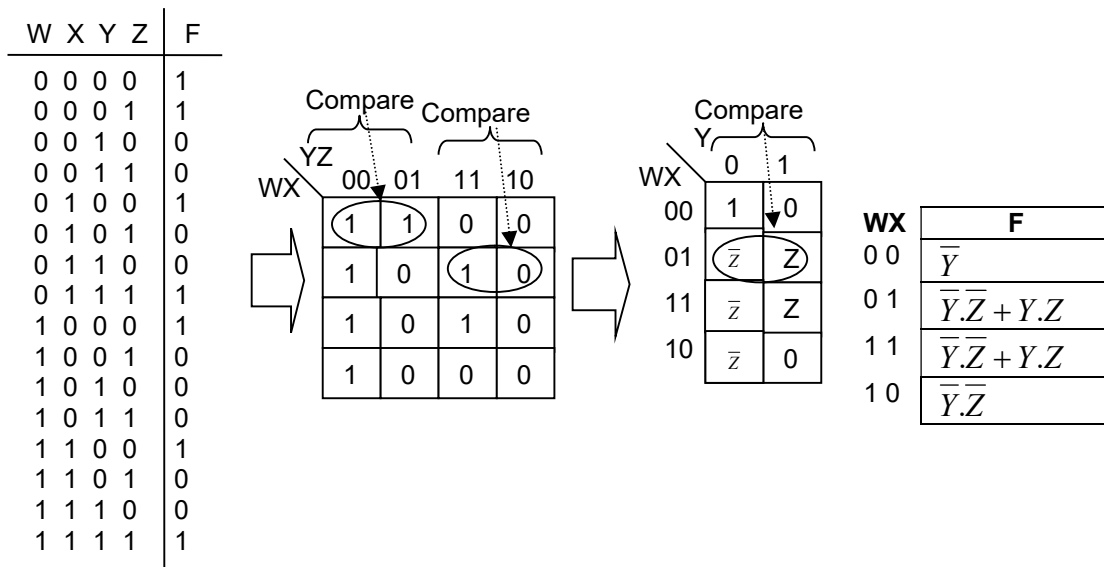 W X Y Z F
0 0 0 0 1
0 0 0 1 1
0 0 1 0 0
0 0 1 1 0
0 1 0 0 1
0 1 0 1 0
0 1 1 0 0
0 1 1 1 1
1 0 0 0 1
1 0 0 1 0
1 0 1 0 0
1 0 1 1 0
1 1 0 0 1
1 1 0 1 0
1 1 1 0 0
1 1 1 1 1
Compare Compare
YZ
WX 00 01 11 10
1 1 0 0
1 0 1 0
1 0 1 0
1 0 0 0
Compare
Y
WX 0 1
00 1 0
01 Z̅ Z
11 Z̅ Z
10 Z̅ 0
WX F
0 0 Y̅
0 1 Y̅.Z̅ + Y.Z
1 1 Y̅.Z̅ + Y.Z
1 0 Y̅.Z̅